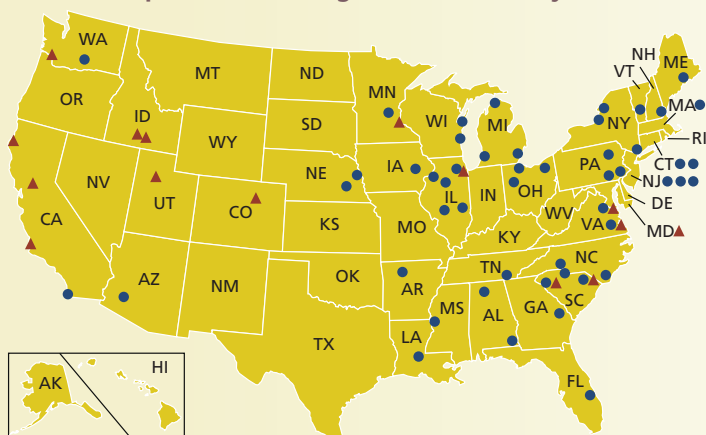 WA
MT
ND
MN
VT
NH
ME
OR
ID
SD
WI
MI
NY
MA
RI
WY
IA
PA
CT
NJ
NV
UT
NE
IL
IN
OH
DE
CA
CO
KS
MO
WV
VA
MD
KY
AZ
NM
OK
AR
TN
NC
SC
MS
AL
GA
TX
LA
FL
AK
HI